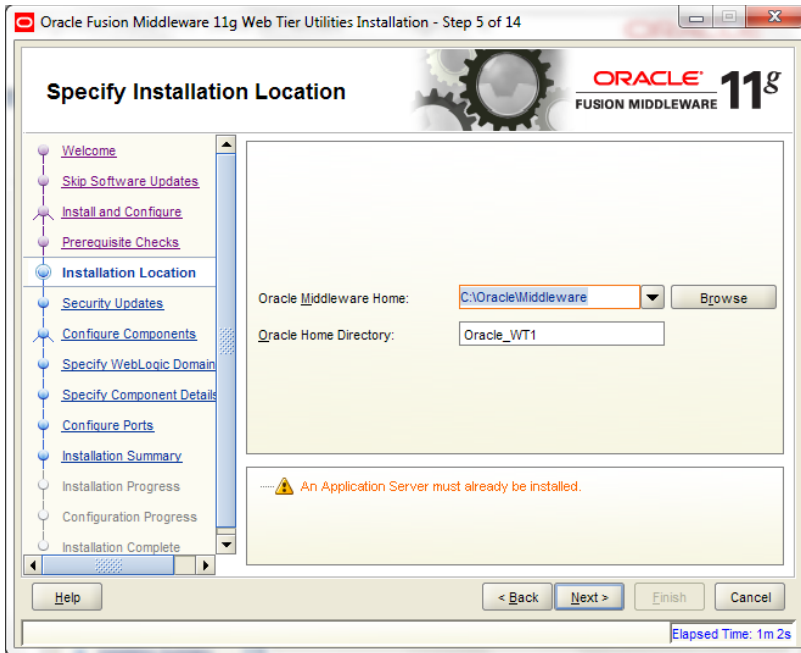 Oracle Fusion Middleware 11g Web Tier Utilities Installation - Step 5 of 14
Specify Installation Location
ORACLE
FUSION MIDDLEWARE 11g
Welcome
Skip Software Updates
Install and Configure
Prerequisite Checks
Installation Location
Security Updates
Configure Components
Specify WebLogic Domain
Specify Component Details
Configure Ports
Installation Summary
Installation Progress
Configuration Progress
Installation Complete
Oracle Middleware Home: C:\Oracle\Middleware Browse
Oracle Home Directory: Oracle_WT1
An Application Server must already be installed.
Help < Back Next > Finish Cancel
Elapsed Time: 1m 2s